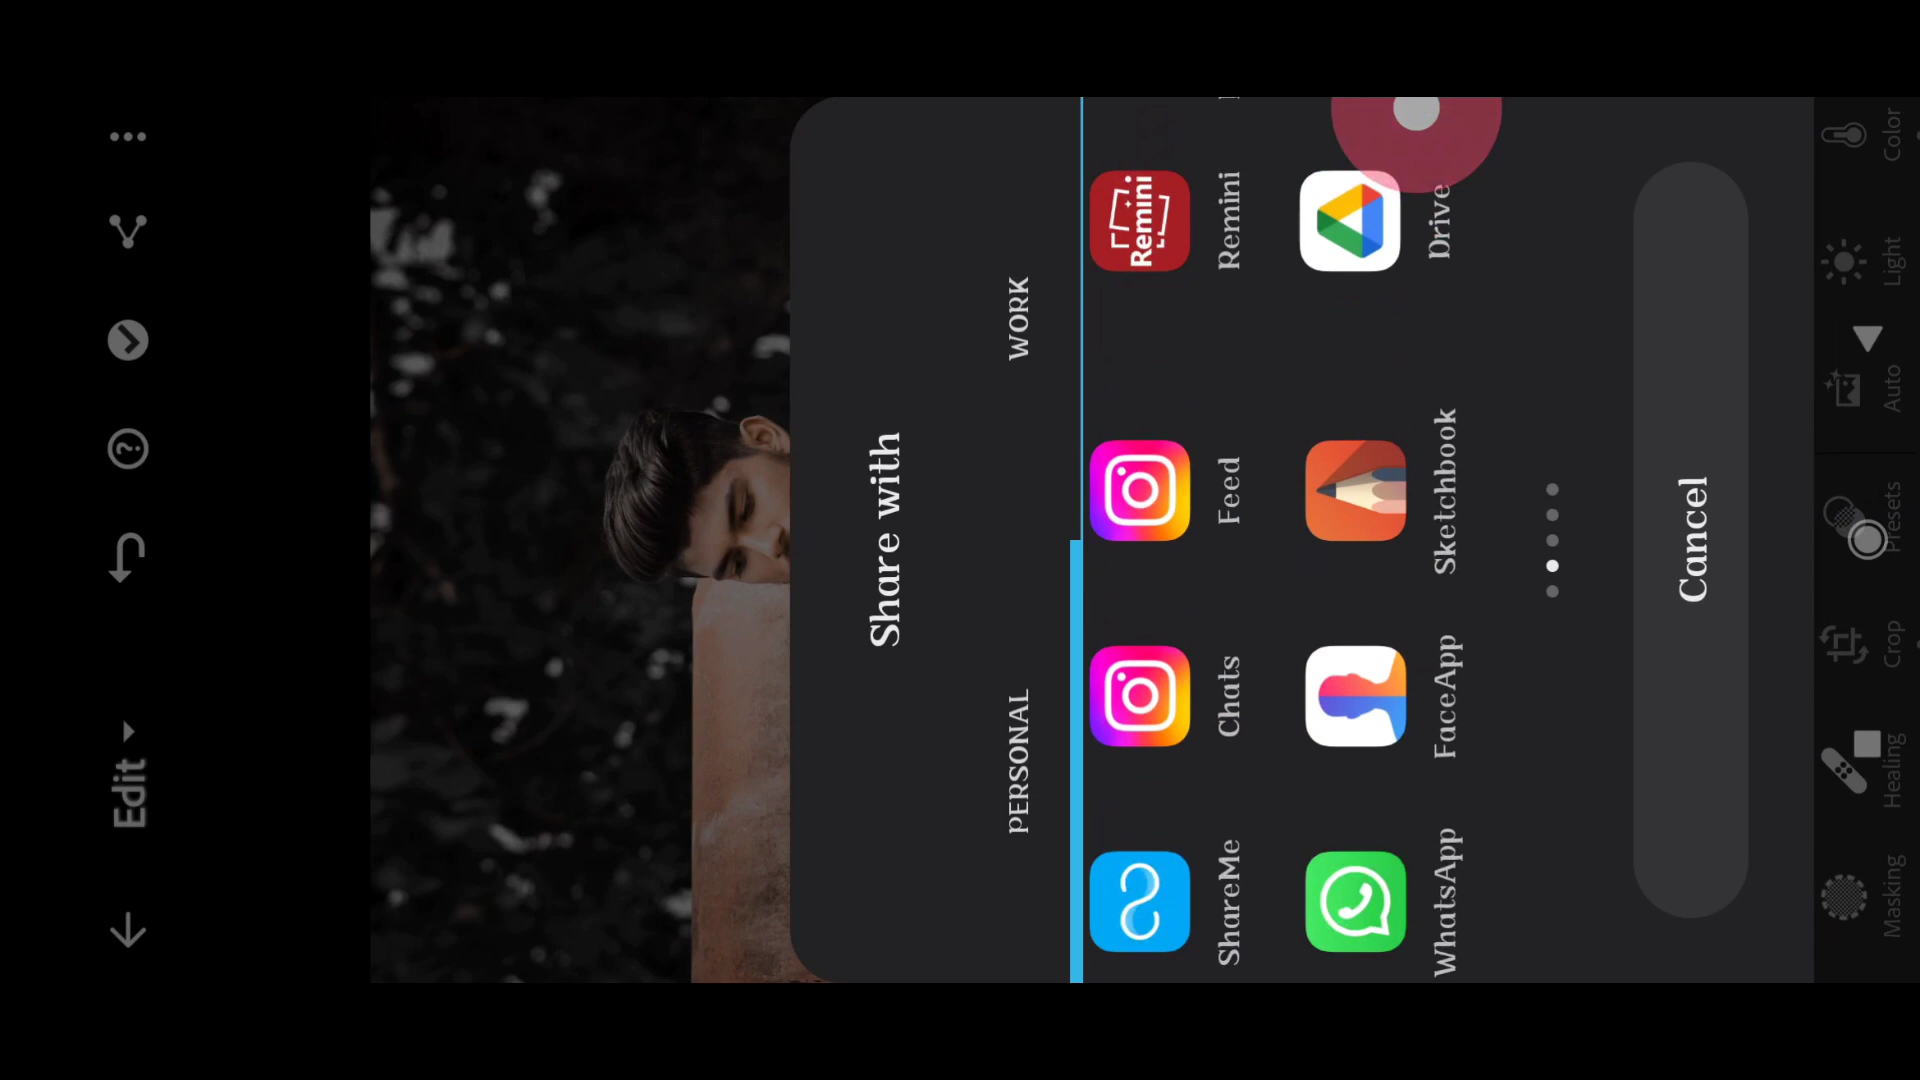 Edit
Share with
PERSONAL WORK
ShareMe Chats Feed Remini
Remini
WhatsApp FaceApp Sketchbook Drive
Cancel
Masking Healing Crop Presets Auto Light Color